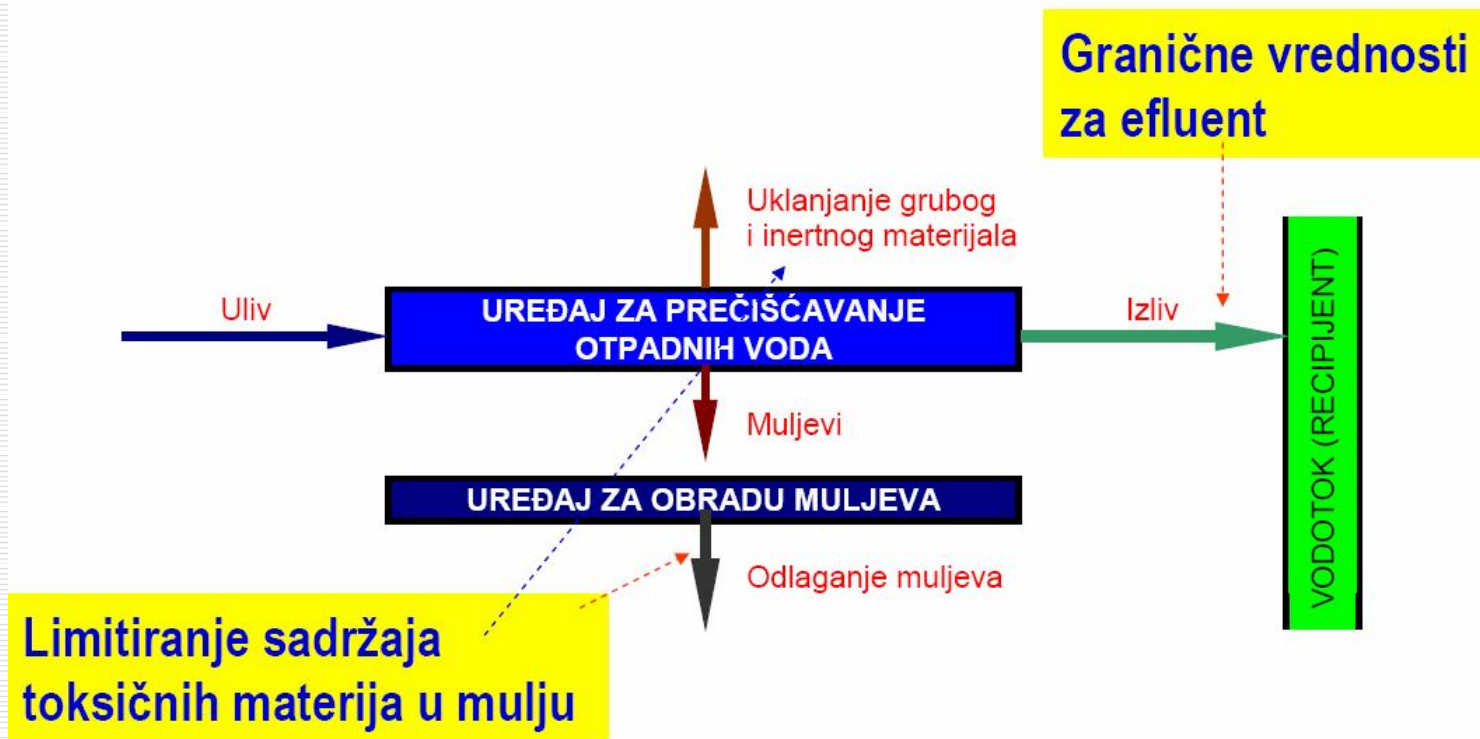 Granične vrednosti
za efluent
Uklanjanje grubog
i inertnog materijala
Uliv
UREĐAJ ZA PREČIŠĆAVANJE
OTPADNIH VODA
Izliv
VODOTOK (RECIPIJENT)
Muljevi
UREĐAJ ZA OBRADU MULJEVA
Odlaganje muljeva
Limitiranje sadržaja
toksičnih materija u mulju